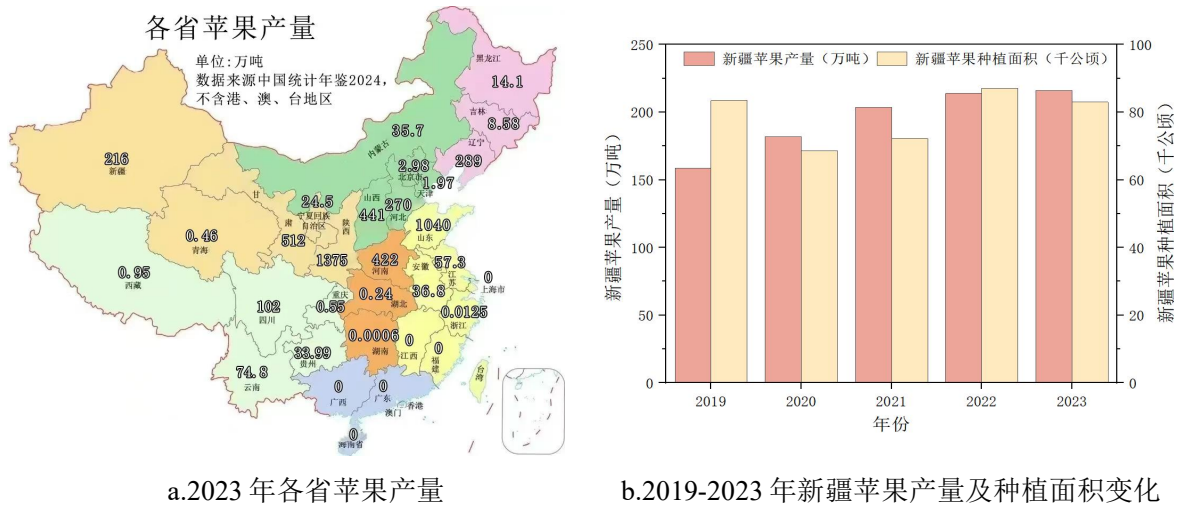 各省苹果产量
单位:万吨
数据来源中国统计年鉴2024,
不含港、澳、台地区
黑龙江
14.1
吉林
8.58
辽宁
289
35.7
内蒙古
2.98
北京市
1.97
天津
216
新疆
甘
肃
512
24.5
宁夏回族
自治区
陕
西
1375
山西
441
270
河北
1040
山东
0.46
青海
0.95
西藏
422
河南
安徽
36.8
57.3
江
苏
0
上海市
102
四川
重庆
0.55
0.24
湖北
0.0125
浙江
0.0006
湖南
0
江西
0
福
建
33.99
贵州
74.8
云南
0
广西
0
广东
香港
澳门
台
湾
0
海南省
a.2023 年各省苹果产量
新疆苹果产量（万吨）
新疆苹果种植面积（千公顷）
250
200
150
100
50
0
新疆苹果产量（万吨）
100
80
60
40
20
0
新疆苹果种植面积（千公顷）
2019
2020
2021
2022
2023
年份
b.2019-2023 年新疆苹果产量及种植面积变化